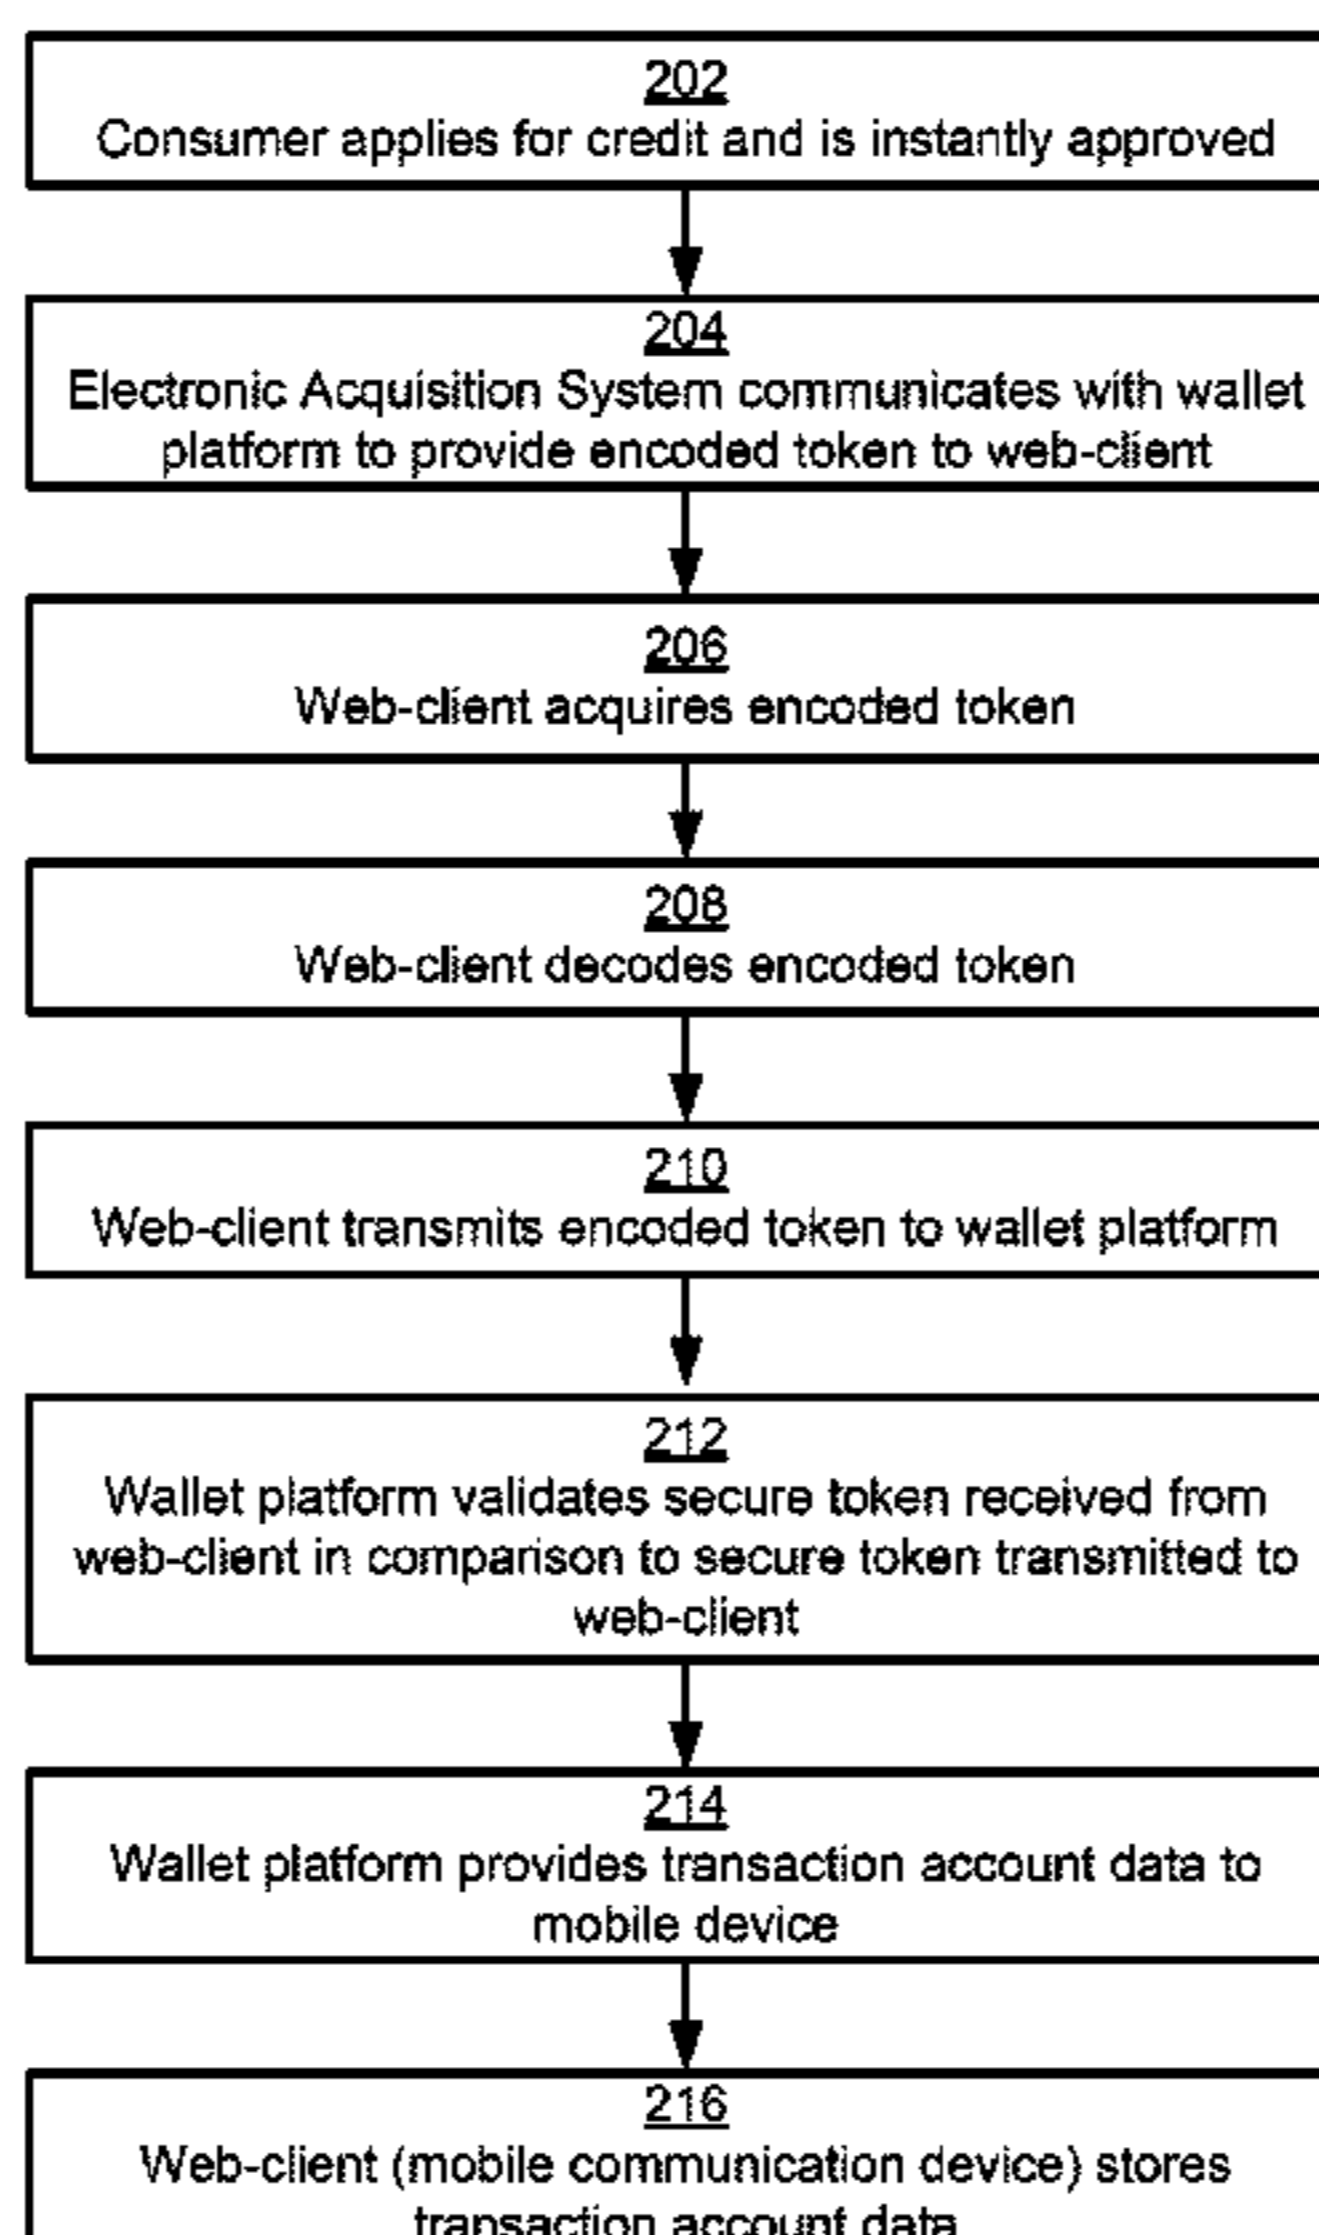 202
Consumer applies for credit and is instantly approved
204
Electronic Acquisition System communicates with wallet
platform to provide encoded token to web-client
206
Web-client acquires encoded token
208
Web-client decodes encoded token
210
Web-client transmits encoded token to wallet platform
212
Wallet platform validates secure token received from
web-client in comparison to secure token transmitted to
web-client
214
Wallet platform provides transaction account data to
mobile device
216
Web-client (mobile communication device) stores
transaction account data